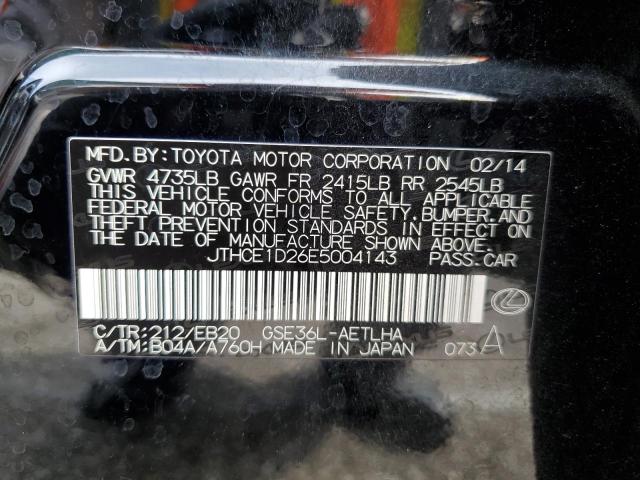 MFD.BY:TOYOTA MOTOR CORPORATION 02/14
GVWR 4735LB GAWR FR 2415LB RR 2545LB
THIS VEHICLE CONFORMS TO ALL APPLICABLE
FEDERAL MOTOR VEHICLE SAFETY,BUMPER,AND
THEFT PREVENTION STANDARDS IN EFFECT ON
THE DATE OF MANUFACTURE SHOWN ABOVE.
JTHCE1D26E5004143 PASS.CAR
C/TR:212/EB20 GSE36L-AETLHA
A/TM:B04A/A760H MADE IN JAPAN 073 A